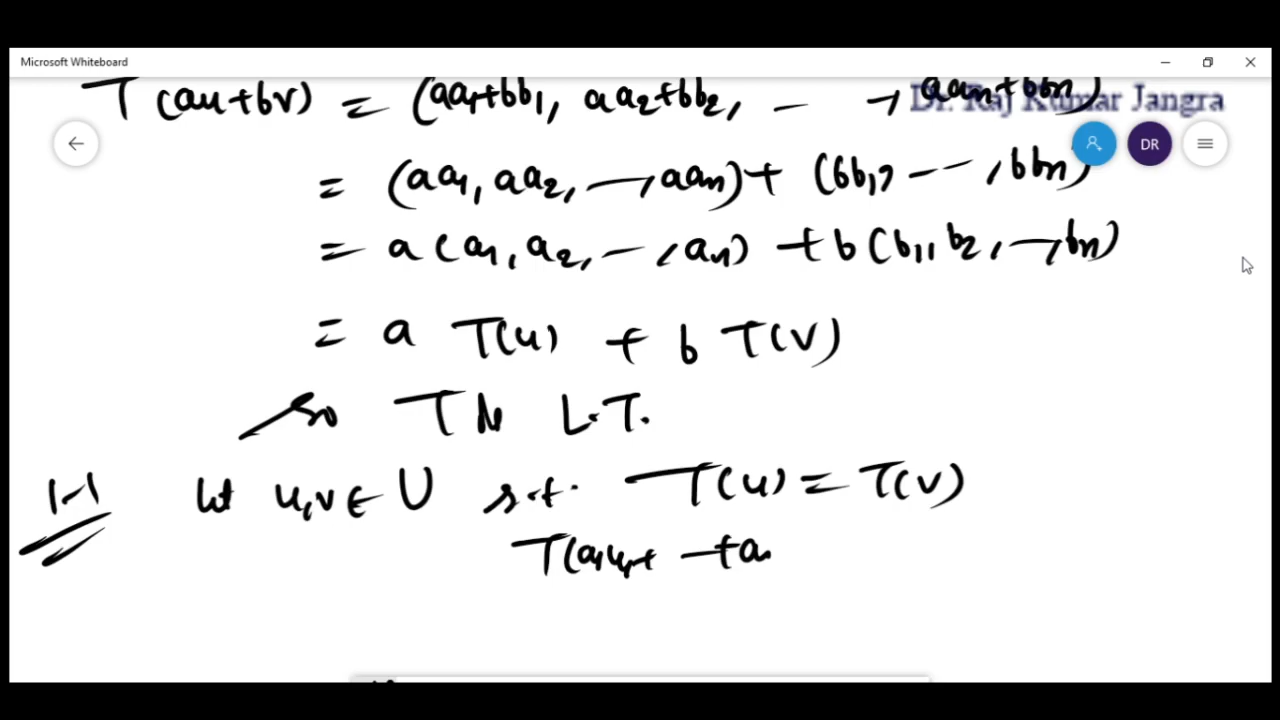 Microsoft Whiteboard
T(au+bv) = (aa1+bb1, aa2+bb2, - - , aan+bbn)
Dr. Raj Kumar Jangra
DR
= (aa1, aa2, -, aan) + (bb1, - - , bbn)
= a (a1, a2, - , an) + b (b1, b2, -, bn)
= a T(u) + b T(v)
So T is L.T.
1-1 let u,v ∈ U s.t. T(u) = T(v)
T(a1u1+ -+a